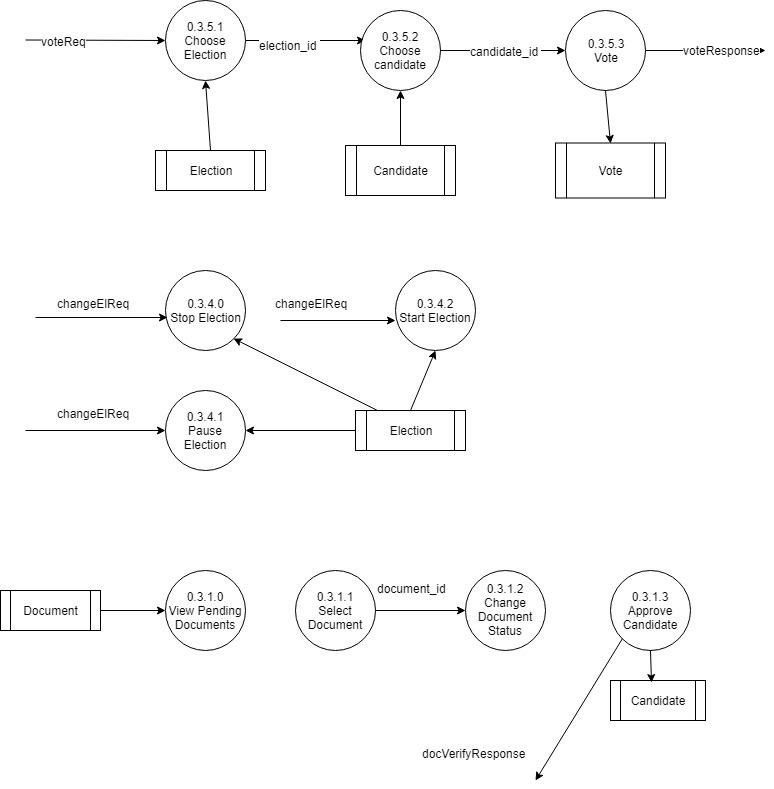 0.3.5.1
Choose
Election
voteReq
election_id
0.3.5.2
Choose
candidate
candidate_id
0.3.5.3
Vote
voteResponse
Election
Candidate
Vote
changeElReq
0.3.4.0
Stop Election
changeElReq
0.3.4.2
Start Election
changeElReq
0.3.4.1
Pause
Election
Election
Document
0.3.1.0
View Pending
Documents
0.3.1.1
Select
Document
document_id
0.3.1.2
Change
Document
Status
0.3.1.3
Approve
Candidate
Candidate
docVerifyResponse